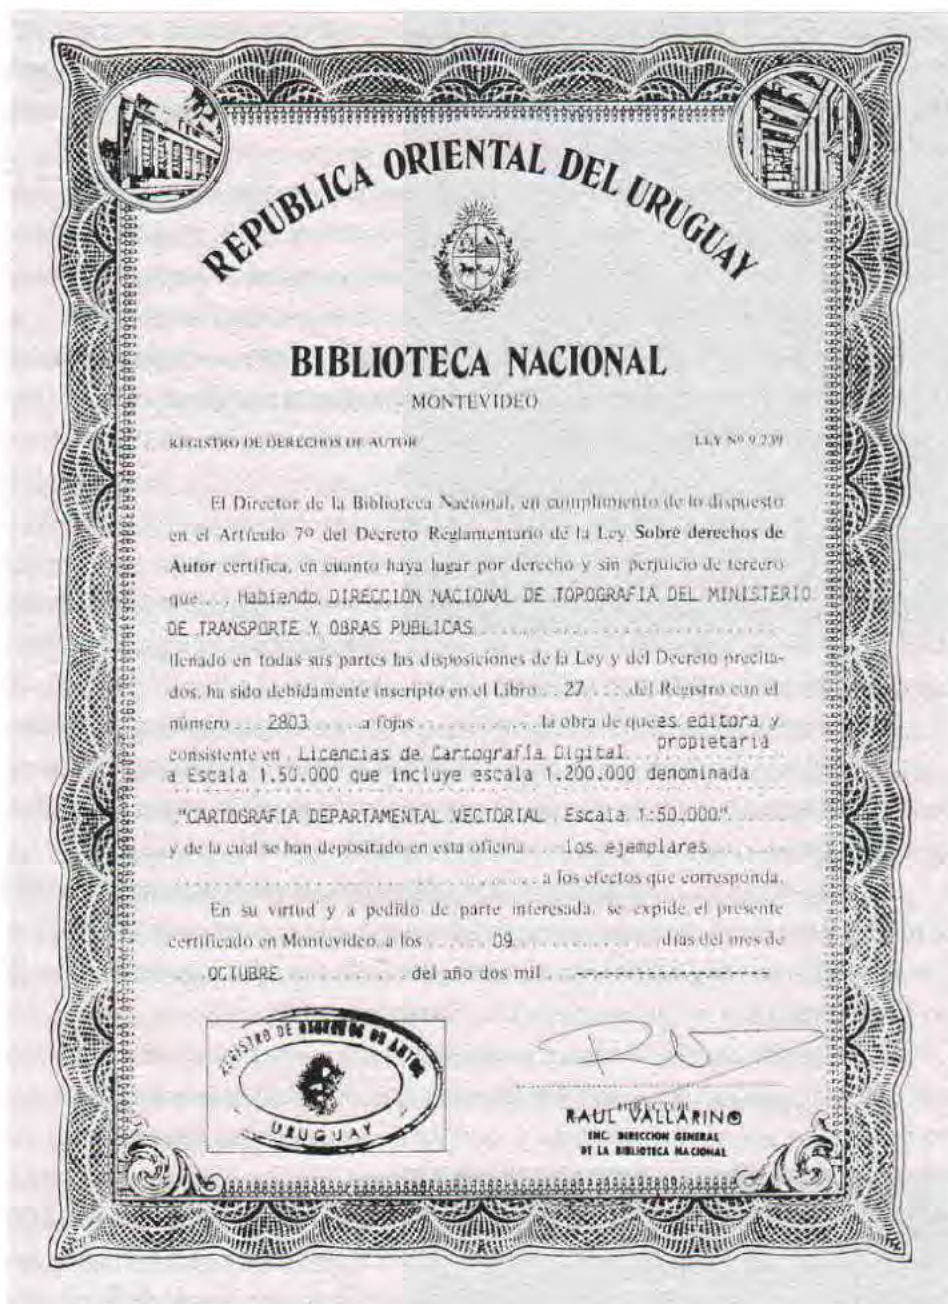 REPUBLICA ORIENTAL DEL URUGUAY
BIBLIOTECA NACIONAL
MONTEVIDEO
REGISTRO DE DERECHOS DE AUTOR LEY Nº 9.739
El Director de la Biblioteca Nacional, en cumplimiento de lo dispuesto
en el Artículo 7º del Decreto Reglamentario de la Ley Sobre derechos de
Autor certifica, en cuanto haya lugar por derecho y sin perjuicio de tercero
que... Habiendo DIRECCION NACIONAL DE TOPOGRAFIA DEL MINISTERIO
DE TRANSPORTE Y OBRAS PUBLICAS
llenado en todas sus partes las disposiciones de la Ley y del Decreto precita-
dos, ha sido debidamente inscripto en el Libro .. 27 .... del Registro con el
número ... 2803 ..... a fojas ............. la obra de que es editora y
propietaria
consistente en . Licencias de Cartografía Digital
a Escala 1.50.000 que incluye escala 1.200.000 denominada
"CARTOGRAFIA DEPARTAMENTAL VECTORIAL Escala 1:50.000"
y de la cual se han depositado en esta oficina ... los ejemplares
a los efectos que corresponda.
En su virtud y a pedido de parte interesada, se expide el presente
certificado en Montevideo, a los ...... 09 ............... días del mes de
OCTUBRE ............ del año dos mil ..
REGISTRO DE DERECHOS DE AUTOR
URUGUAY
RAUL VALLARINO
ENC. DIRECCION GENERAL
DE LA BIBLIOTECA NACIONAL